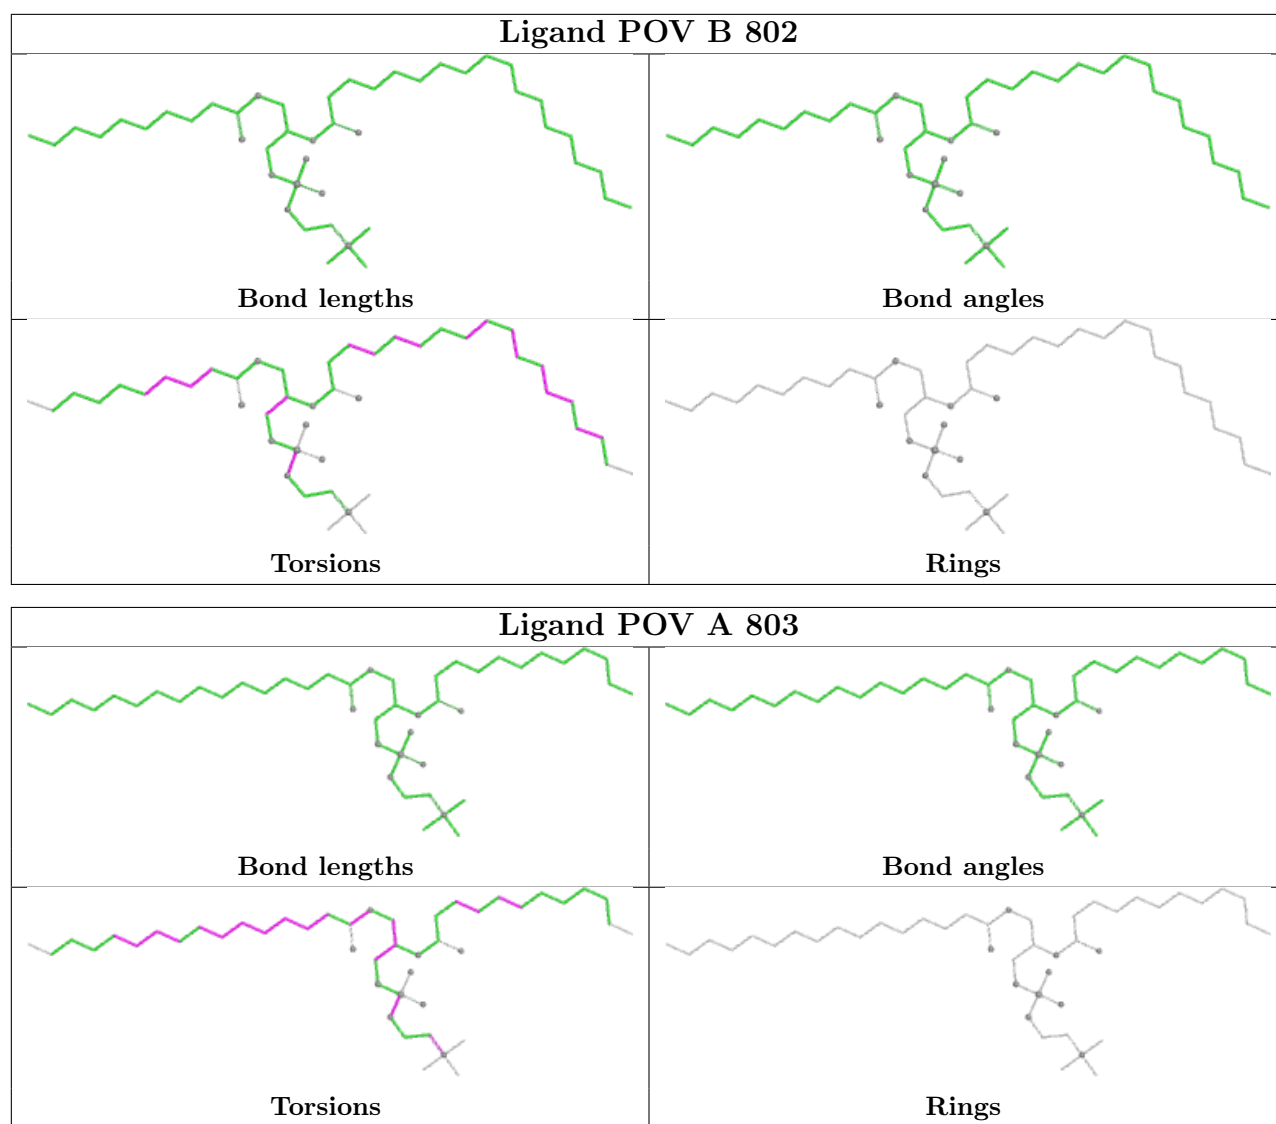 Ligand POV B 802
Bond lengths
Bond angles
Torsions
Rings
Ligand POV A 803
Bond lengths
Bond angles
Torsions
Rings